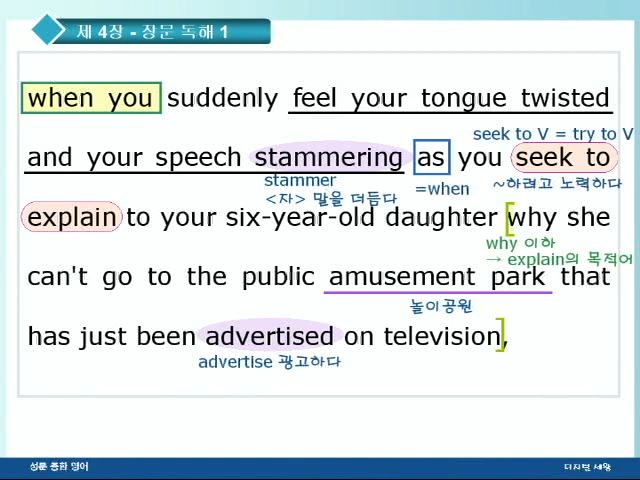 제 4장 - 장문 독해 1
when you suddenly feel your tongue twisted
seek to V = try to V
and your speech stammering as you seek to
stammer
<자> 말을 더듬다
=when
~하려고 노력하다
explain to your six-year-old daughter why she
why 이하
→ explain의 목적어
can't go to the public amusement park that
놀이공원
has just been advertised on television,
advertise 광고하다
성문 종합 영어
디지털 세왕